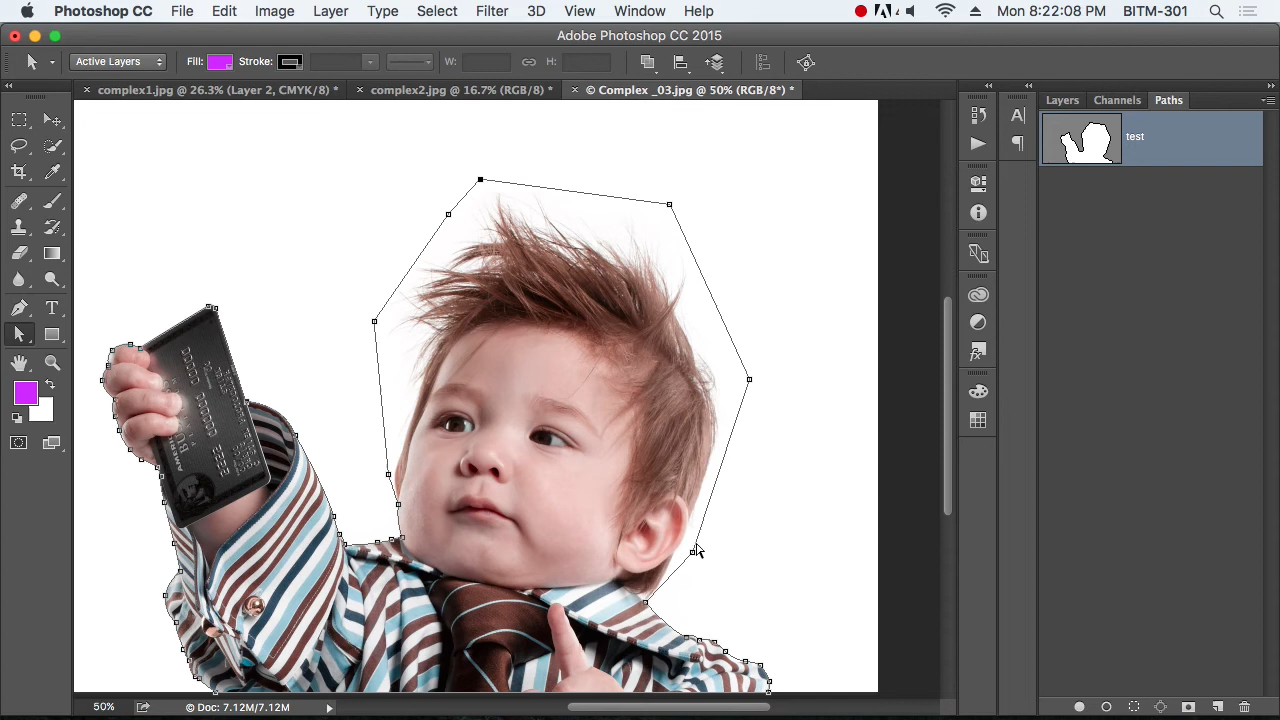 Photoshop CC File Edit Image Layer Type Select Filter 3D View Window Help Mon 8:22:08 PM BITM-301
Adobe Photoshop CC 2015
Active Layers Fill: Stroke: W: H:
× complex1.jpg @ 26.3% (Layer 2, CMYK/8) * × complex2.jpg @ 16.7% (RGB/8) * × © Complex _03.jpg @ 50% (RGB/8*) *
Layers Channels Paths
test
50% © Doc: 7.12M/7.12M